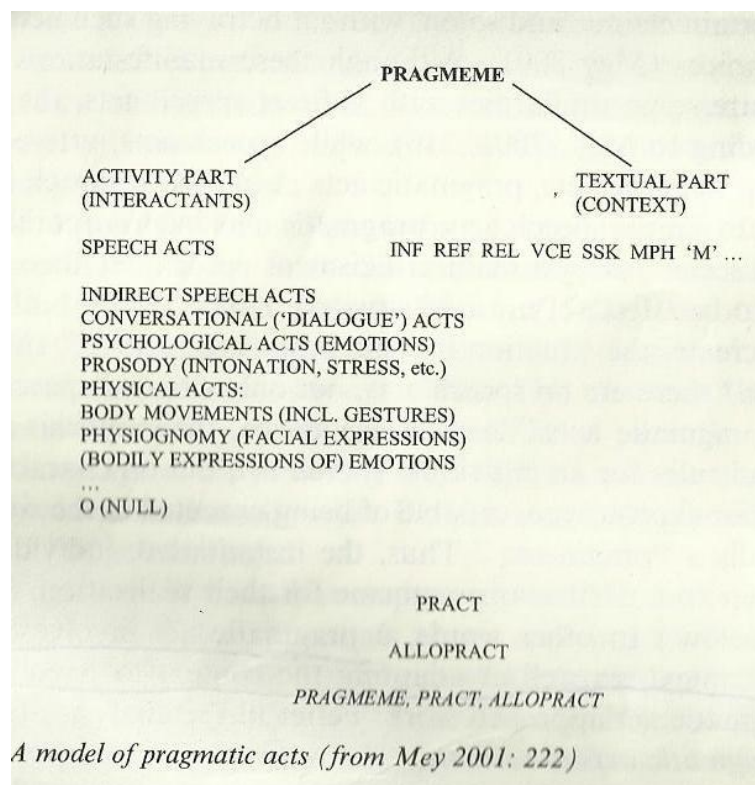 PRAGMEME
ACTIVITY PART TEXTUAL PART
(INTERACTANTS) (CONTEXT)
SPEECH ACTS INF REF REL VCE SSK MPH ‘M’ ...
INDIRECT SPEECH ACTS
CONVERSATIONAL (‘DIALOGUE’) ACTS
PSYCHOLOGICAL ACTS (EMOTIONS)
PROSODY (INTONATION, STRESS, etc.)
PHYSICAL ACTS:
BODY MOVEMENTS (INCL. GESTURES)
PHYSIOGNOMY (FACIAL EXPRESSIONS)
(BODILY EXPRESSIONS OF) EMOTIONS
...
O (NULL)
PRACT
ALLOPRACT
PRAGMEME, PRACT, ALLOPRACT
A model of pragmatic acts (from Mey 2001: 222)